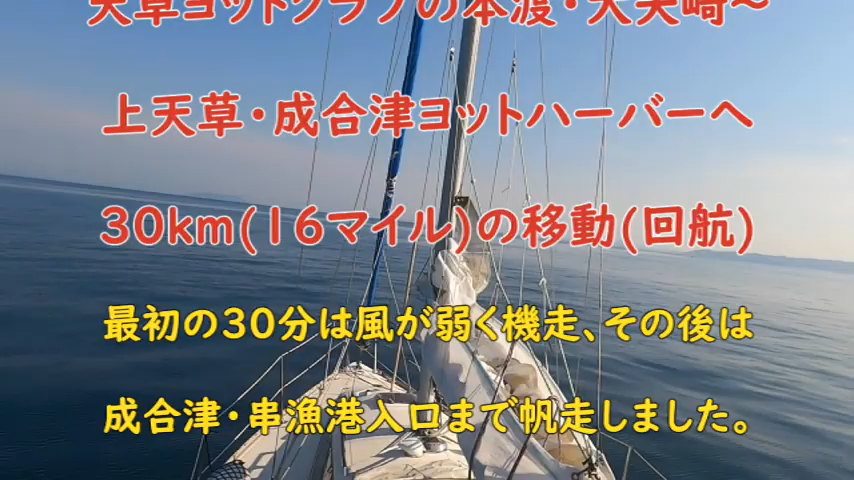 天草ヨットクラブの本渡・大矢崎～
上天草・成合津ヨットハーバーへ
30km(16マイル)の移動(回航)
最初の30分は風が弱く機走、その後は
成合津・串漁港入口まで帆走しました。